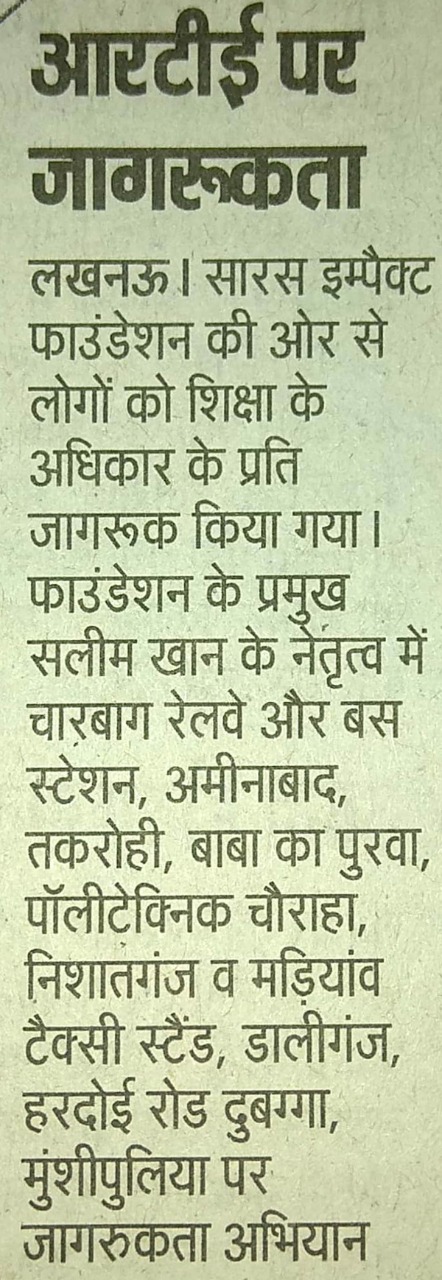 आरटीई पर
जागरूकता
लखनऊ। सारस इम्पैक्ट
फाउंडेशन की ओर से
लोगों को शिक्षा के
अधिकार के प्रति
जागरूक किया गया।
फाउंडेशन के प्रमुख
सलीम खान के नेतृत्व में
चारबाग रेलवे और बस
स्टेशन, अमीनाबाद,
तकरोही, बाबा का पुरवा,
पॉलीटेक्निक चौराहा,
निशातगंज व मड़ियांव
टैक्सी स्टैंड, डालीगंज,
हरदोई रोड दुबग्गा,
मुंशीपुलिया पर
जागरुकता अभियान